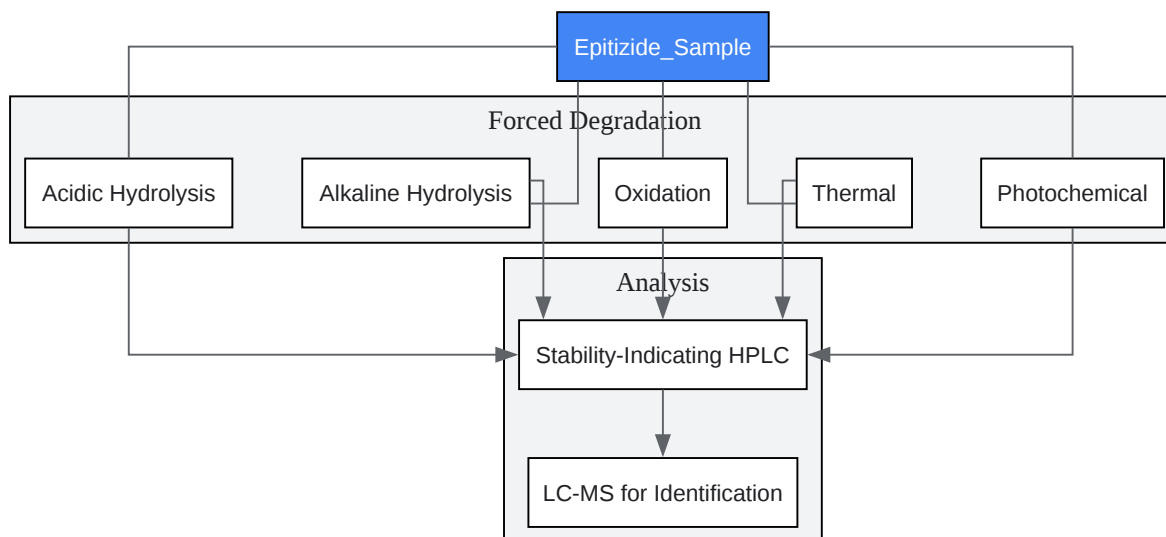 Epitizide_Sample
Forced Degradation
Acidic Hydrolysis
Alkaline Hydrolysis
Oxidation
Thermal
Photochemical
Analysis
Stability-Indicating HPLC
LC-MS for Identification